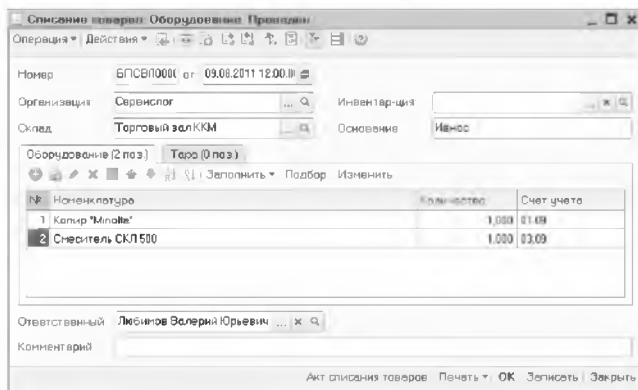 Списание товаров: Оборудование. Проведен
Операция Действия
Номер БПСВЛ0000( от 09.08.2011 12:00:00
Организация Сервислог ... Инвентар-ция ...
Склад Торговый зал ККМ ... Основание Износ
Оборудование (2 поз.) Тара (0 поз.)
Заполнить Подбор Изменить
№ Номенклатура Количество Счет учета
1 Копир "Minolta" 1,000 01.09
2 Смеситель СКЛ 500 1,000 03.09
Ответственный Любимов Валерий Юрьевич ...
Комментарий
Акт списания товаров Печать OK Записать Закрыть